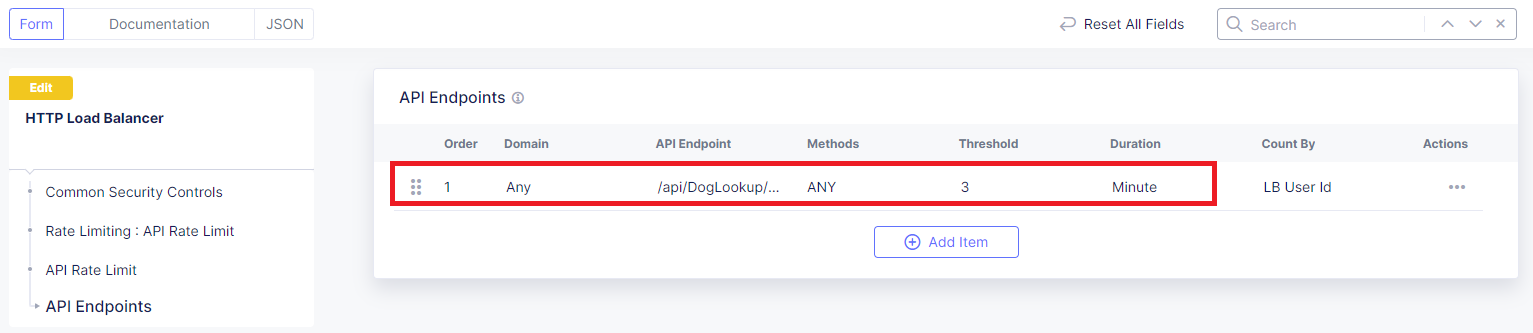 Form Documentation JSON
Reset All Fields
Search
Edit
HTTP Load Balancer
Common Security Controls
Rate Limiting : API Rate Limit
API Rate Limit
API Endpoints
API Endpoints
Order Domain API Endpoint Methods Threshold Duration Count By Actions
1 Any /api/DogLookup/... ANY 3 Minute LB User Id
Add Item